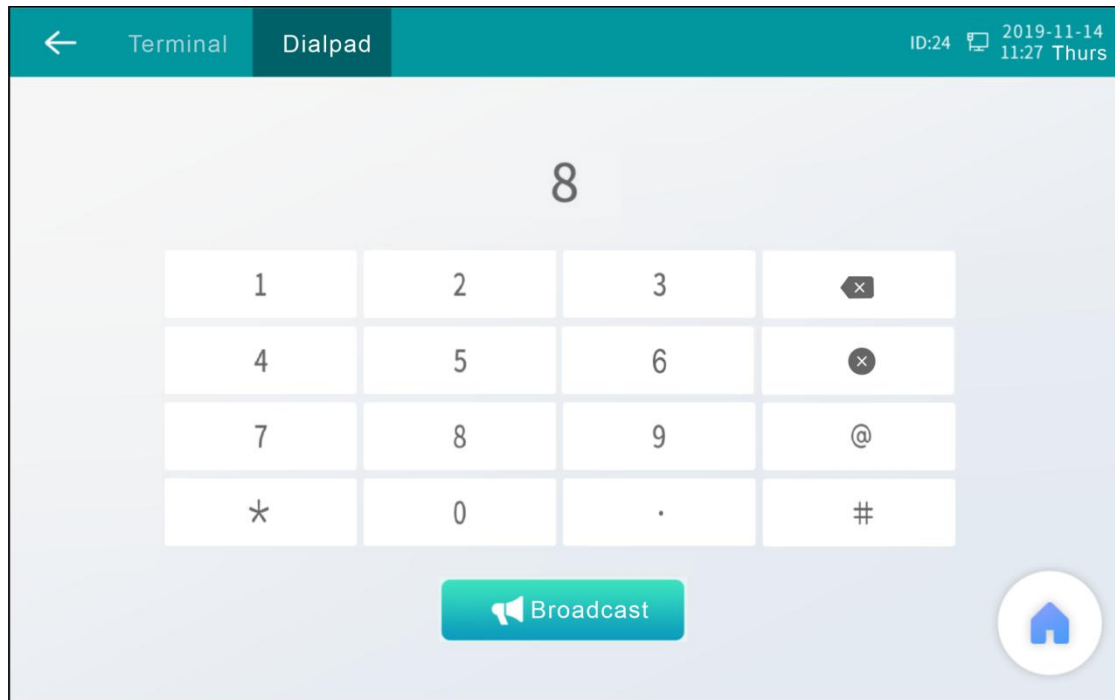 Terminal Dialpad ID:24 2019-11-14
11:27 Thurs
8
1 2 3
4 5 6
7 8 9 @
* 0 . #
Broadcast